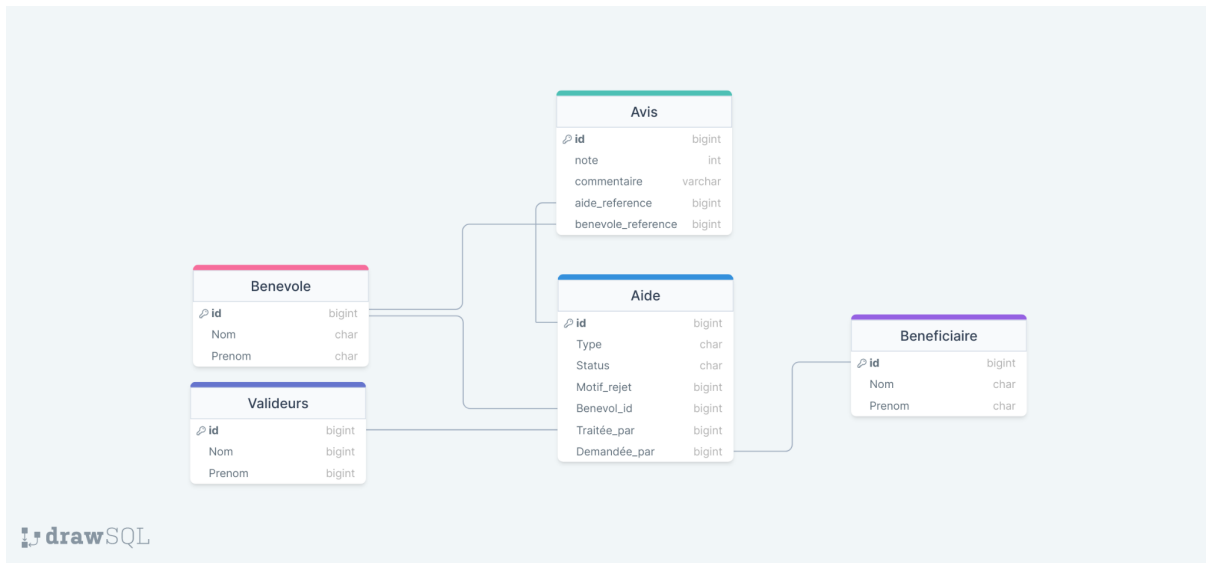 Avis
id bigint
note int
commentaire varchar
aide_reference bigint
benevole_reference bigint
Benevole
id bigint
Nom char
Prenom char
Aide
id bigint
Type char
Status char
Motif_rejet bigint
Benevol_id bigint
Traitée_par bigint
Demandée_par bigint
Beneficiaire
id bigint
Nom char
Prenom char
Valideurs
id bigint
Nom bigint
Prenom bigint
drawSQL